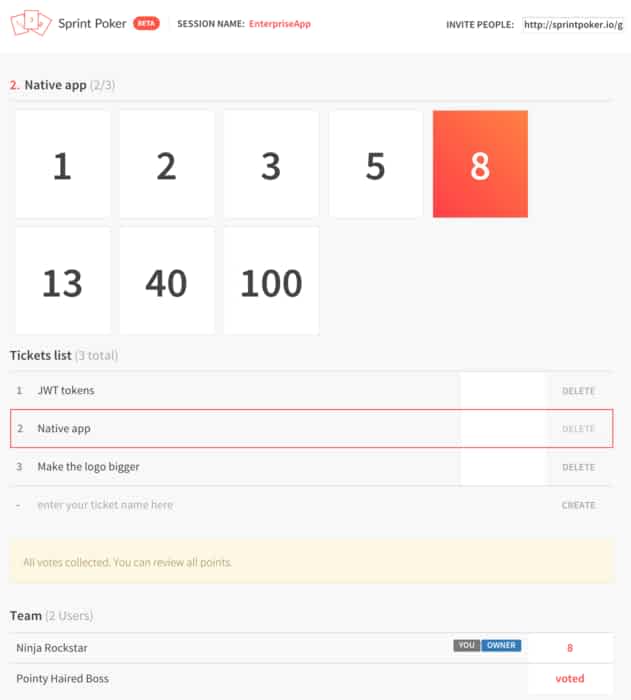 Sprint Poker BETA SESSION NAME: EnterpriseApp INVITE PEOPLE: http://sprintpoker.io/g
2. Native app (2/3)
1 2 3 5 8
13 40 100
Tickets list (3 total)
1 JWT tokens DELETE
2 Native app DELETE
3 Make the logo bigger DELETE
- enter your ticket name here CREATE
All votes collected. You can review all points.
Team (2 Users)
Ninja Rockstar YOU OWNER 8
Pointy Haired Boss voted